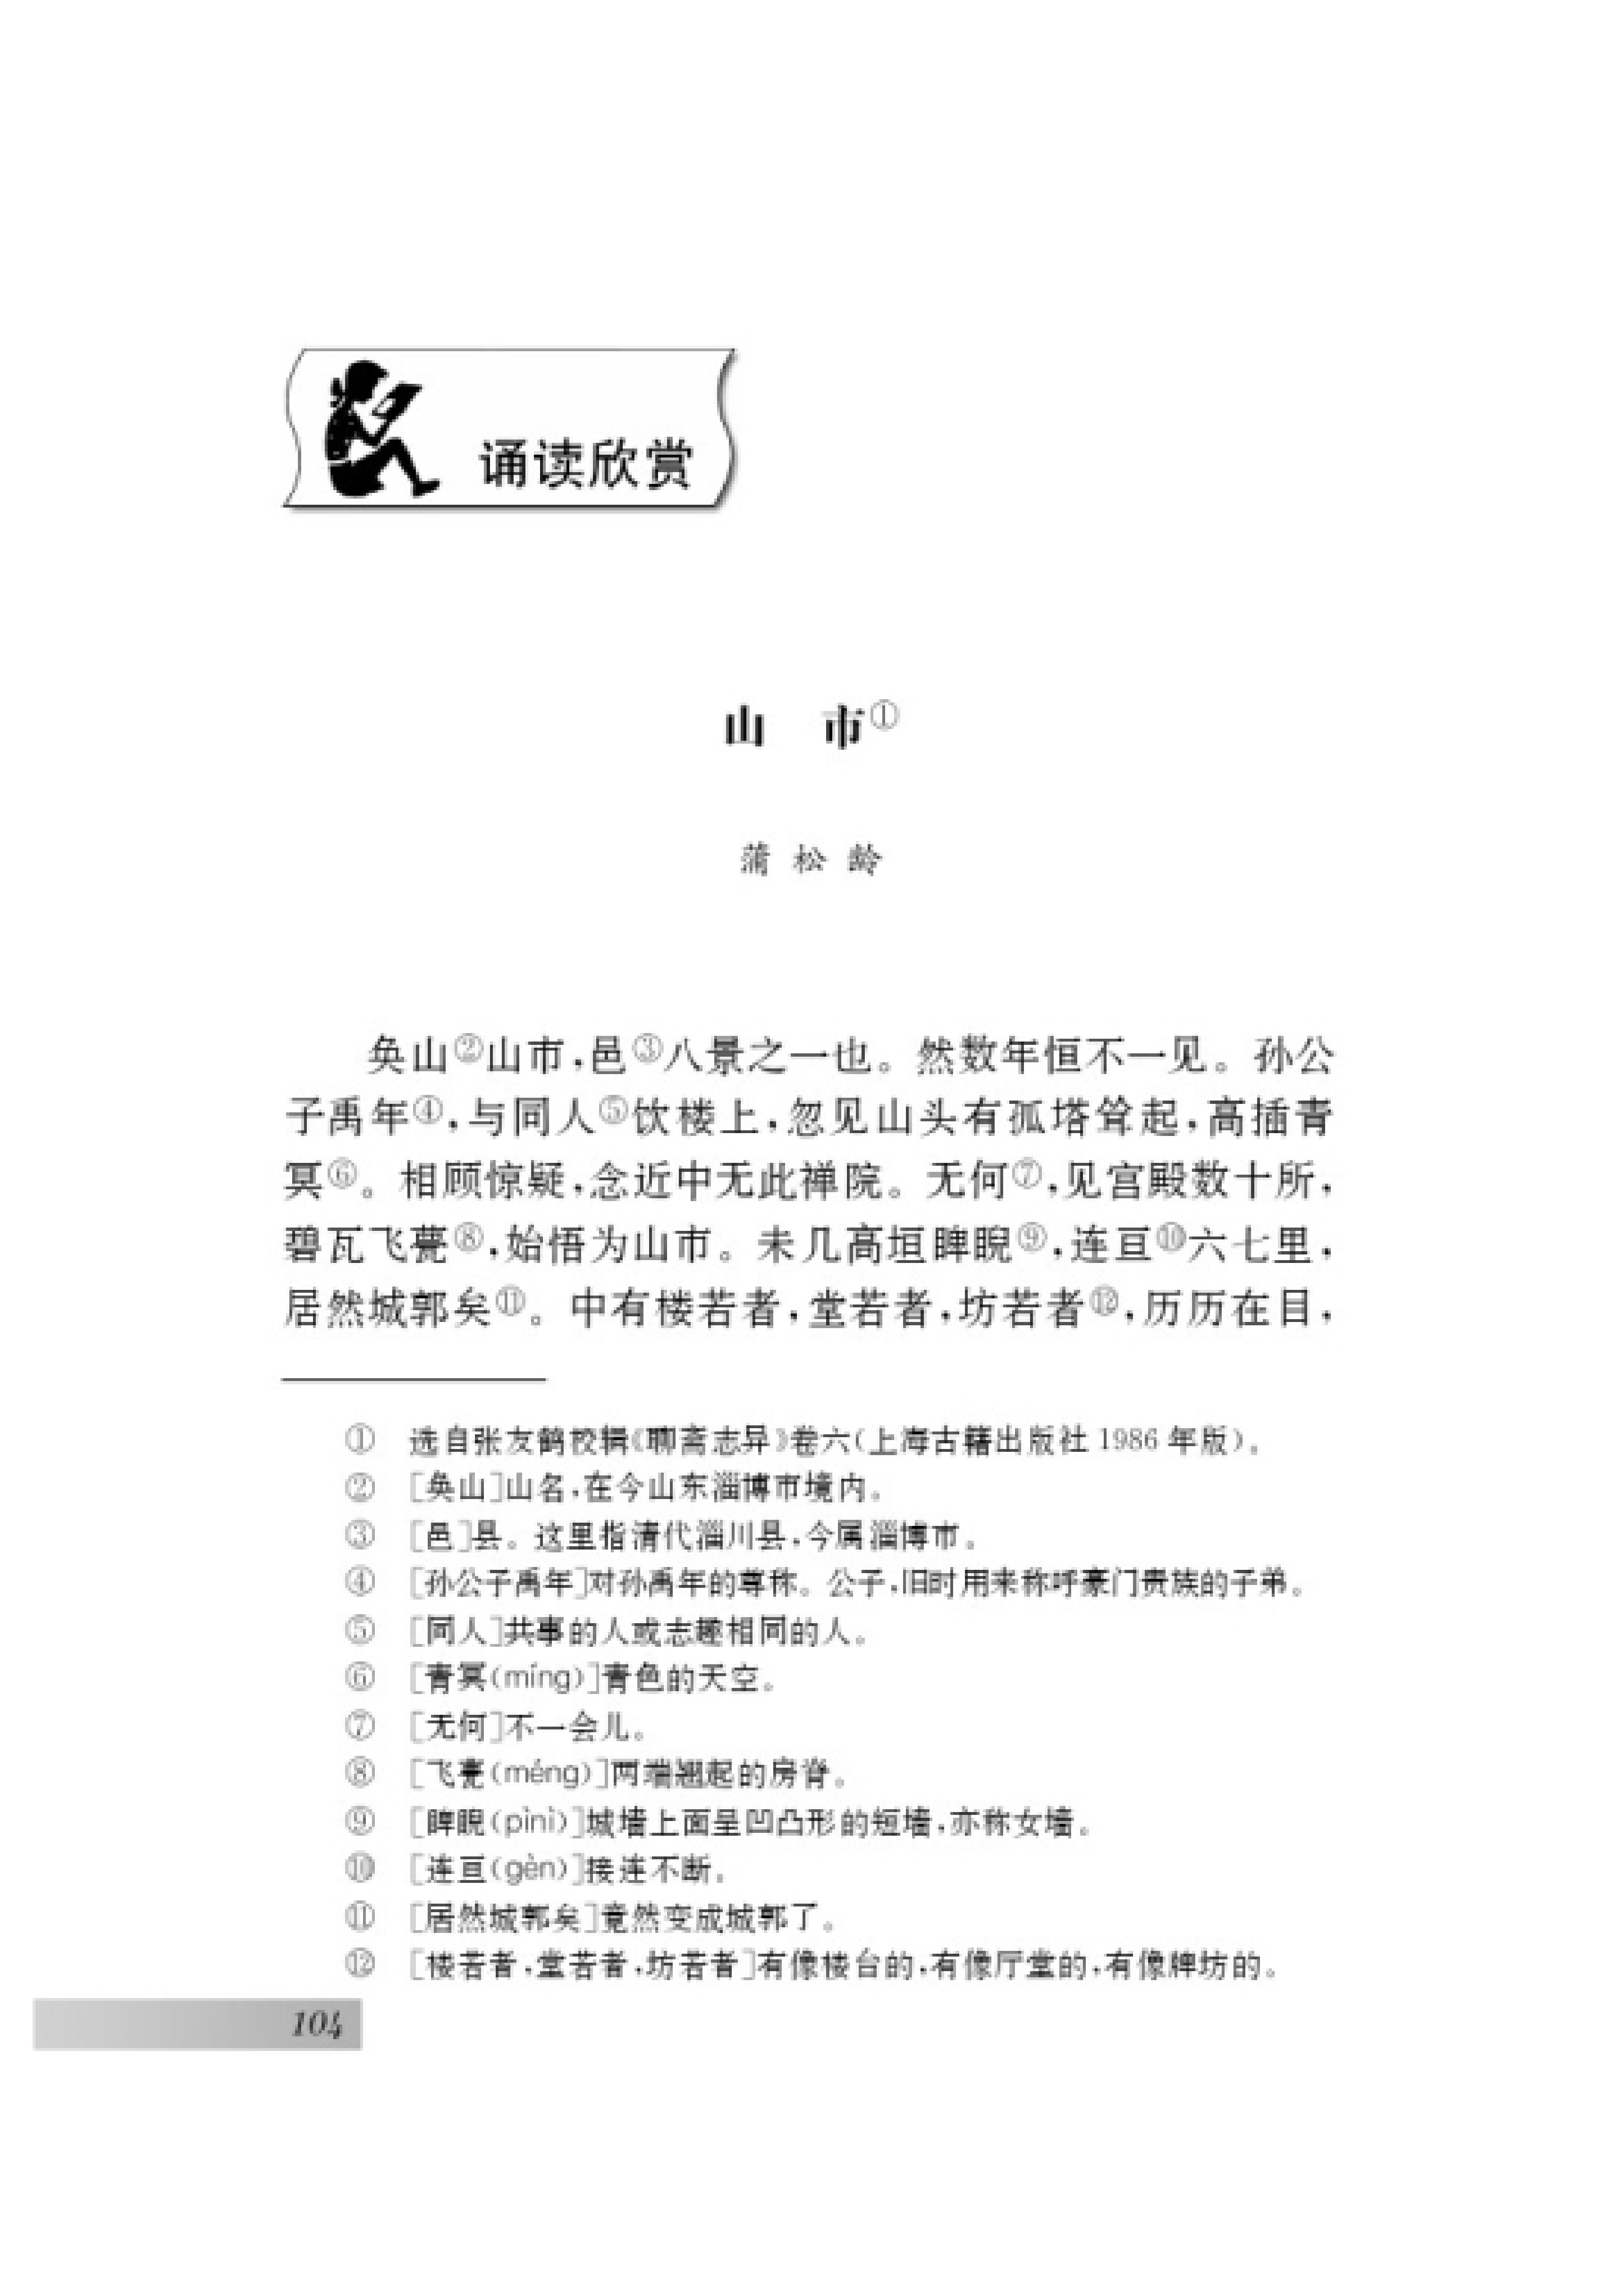 诵读欣赏
山 市①
蒲松龄
奂山②山市，邑③八景之一也。然数年恒不一见。孙公
子禹年④，与同人⑤饮楼上，忽见山头有孤塔耸起，高插青
冥⑥。相顾惊疑，念近中无此禅院。无何⑦，见宫殿数十所，
碧瓦飞甍⑧，始悟为山市。未几高垣睥睨⑨，连亘⑩六七里，
居然城郭矣⑪。中有楼若者，堂若者，坊若者⑫，历历在目，
① 选自张友鹤校辑《聊斋志异》卷六（上海古籍出版社 1986 年版）。
② ［奂山］山名，在今山东淄博市境内。
③ ［邑］县。这里指清代淄川县，今属淄博市。
④ ［孙公子禹年］对孙禹年的尊称。公子，旧时用来称呼豪门贵族的子弟。
⑤ ［同人］共事的人或志趣相同的人。
⑥ ［青冥（míng）］青色的天空。
⑦ ［无何］不一会儿。
⑧ ［飞甍（méng）］两端翘起的房脊。
⑨ ［睥睨（pìnì）］城墙上面呈凹凸形的短墙，亦称女墙。
⑩ ［连亘（gèn）］接连不断。
⑪ ［居然城郭矣］竟然变成城郭了。
⑫ ［楼若者，堂若者，坊若者］有像楼台的，有像厅堂的，有像牌坊的。
104